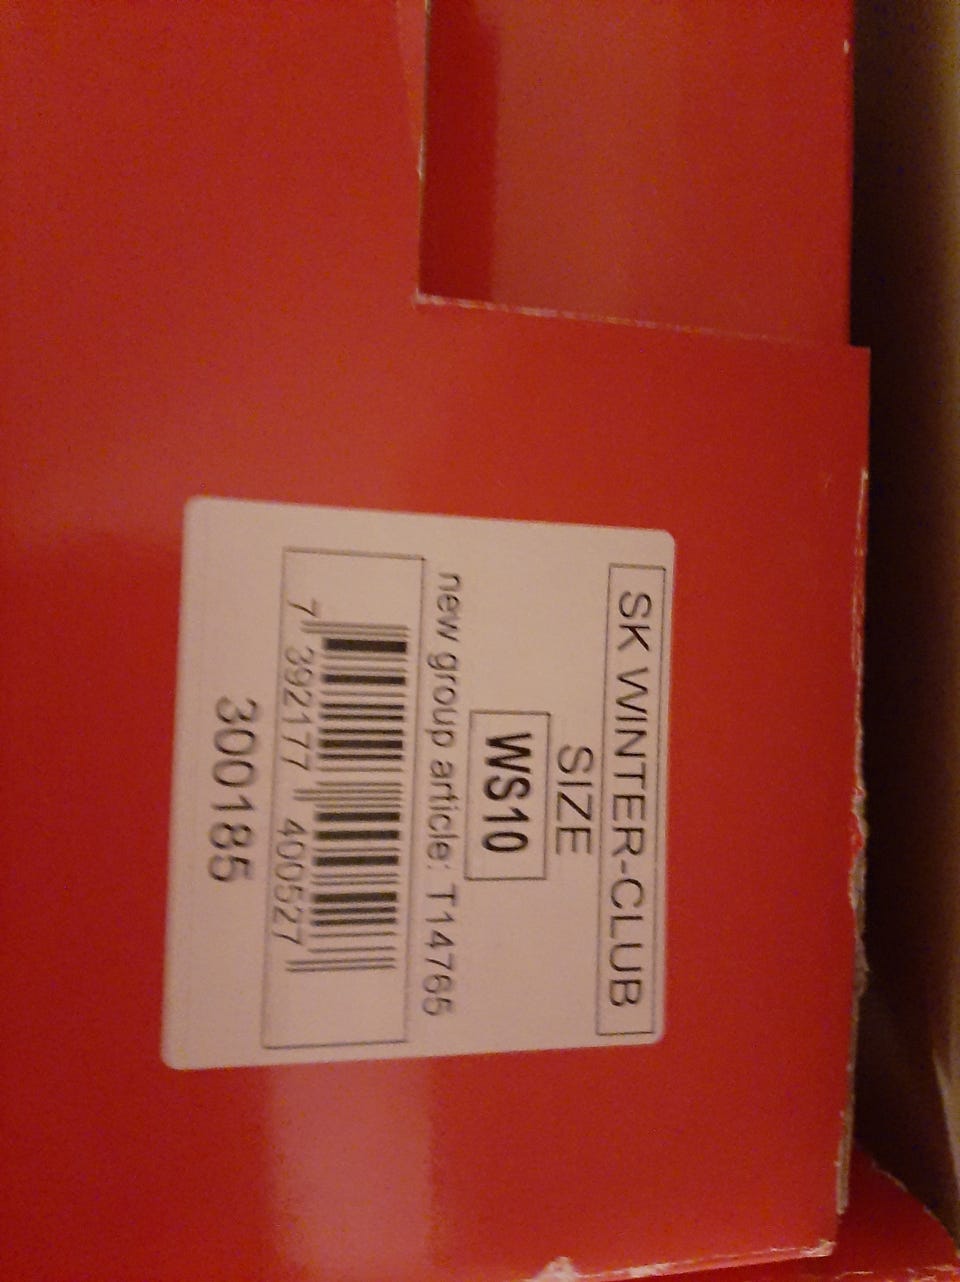 SK WINTER-CLUB
SIZE
WS10
new group article: T14765
7 392177 400527
300185